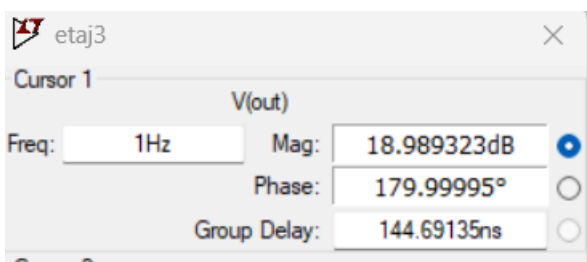 etaj3
Cursor 1
V(out)
Freq: 1Hz Mag: 18.989323dB
Phase: 179.99995°
Group Delay: 144.69135ns